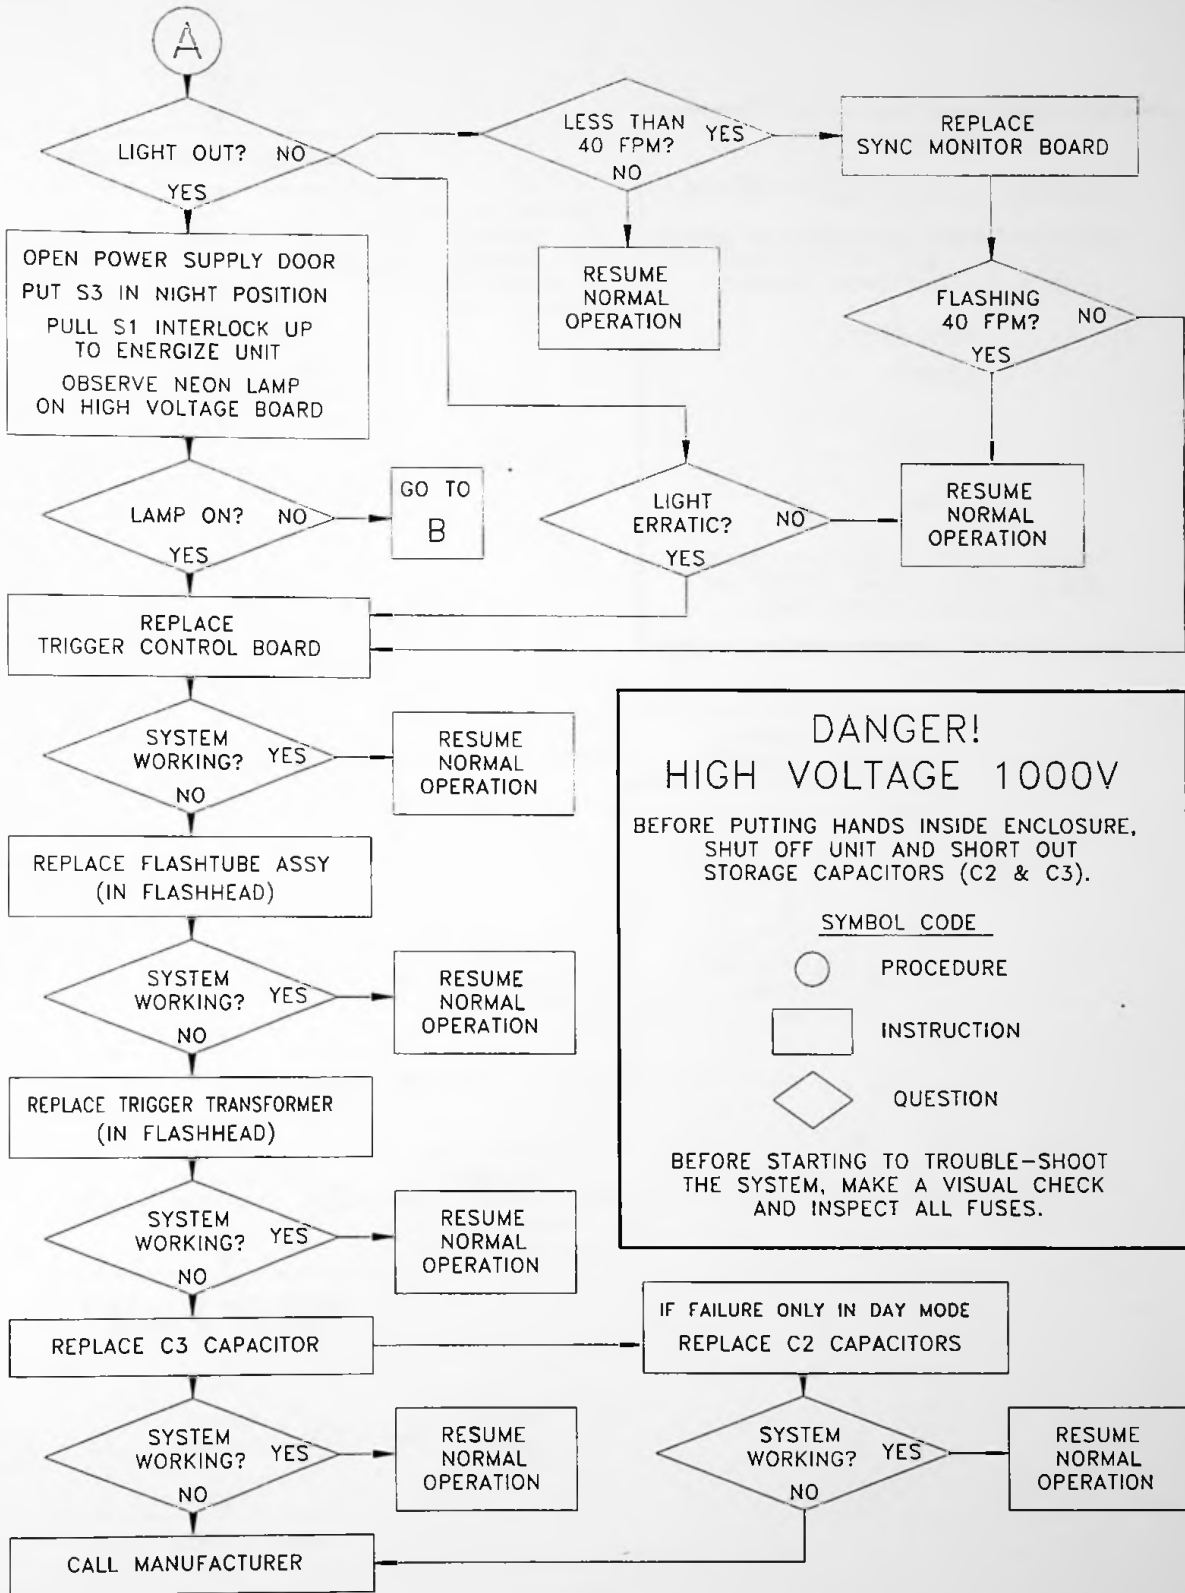 A
LIGHT OUT?
NO
YES
LESS THAN
40 FPM?
YES
NO
REPLACE
SYNC MONITOR BOARD
OPEN POWER SUPPLY DOOR
PUT S3 IN NIGHT POSITION
PULL S1 INTERLOCK UP
TO ENERGIZE UNIT
OBSERVE NEON LAMP
ON HIGH VOLTAGE BOARD
RESUME
NORMAL
OPERATION
FLASHING
40 FPM?
NO
YES
LAMP ON?
NO
YES
GO TO
B
LIGHT
ERRATIC?
NO
YES
RESUME
NORMAL
OPERATION
REPLACE
TRIGGER CONTROL BOARD
SYSTEM
WORKING?
YES
NO
RESUME
NORMAL
OPERATION
REPLACE FLASHTUBE ASSY
(IN FLASHHEAD)
SYSTEM
WORKING?
YES
NO
RESUME
NORMAL
OPERATION
REPLACE TRIGGER TRANSFORMER
(IN FLASHHEAD)
SYSTEM
WORKING?
YES
NO
RESUME
NORMAL
OPERATION
DANGER!
HIGH VOLTAGE 1000V
BEFORE PUTTING HANDS INSIDE ENCLOSURE,
SHUT OFF UNIT AND SHORT OUT
STORAGE CAPACITORS (C2 & C3).
SYMBOL CODE
PROCEDURE
INSTRUCTION
QUESTION
BEFORE STARTING TO TROUBLE-SHOOT
THE SYSTEM, MAKE A VISUAL CHECK
AND INSPECT ALL FUSES.
REPLACE C3 CAPACITOR
IF FAILURE ONLY IN DAY MODE
REPLACE C2 CAPACITORS
SYSTEM
WORKING?
YES
NO
RESUME
NORMAL
OPERATION
SYSTEM
WORKING?
YES
NO
RESUME
NORMAL
OPERATION
CALL MANUFACTURER